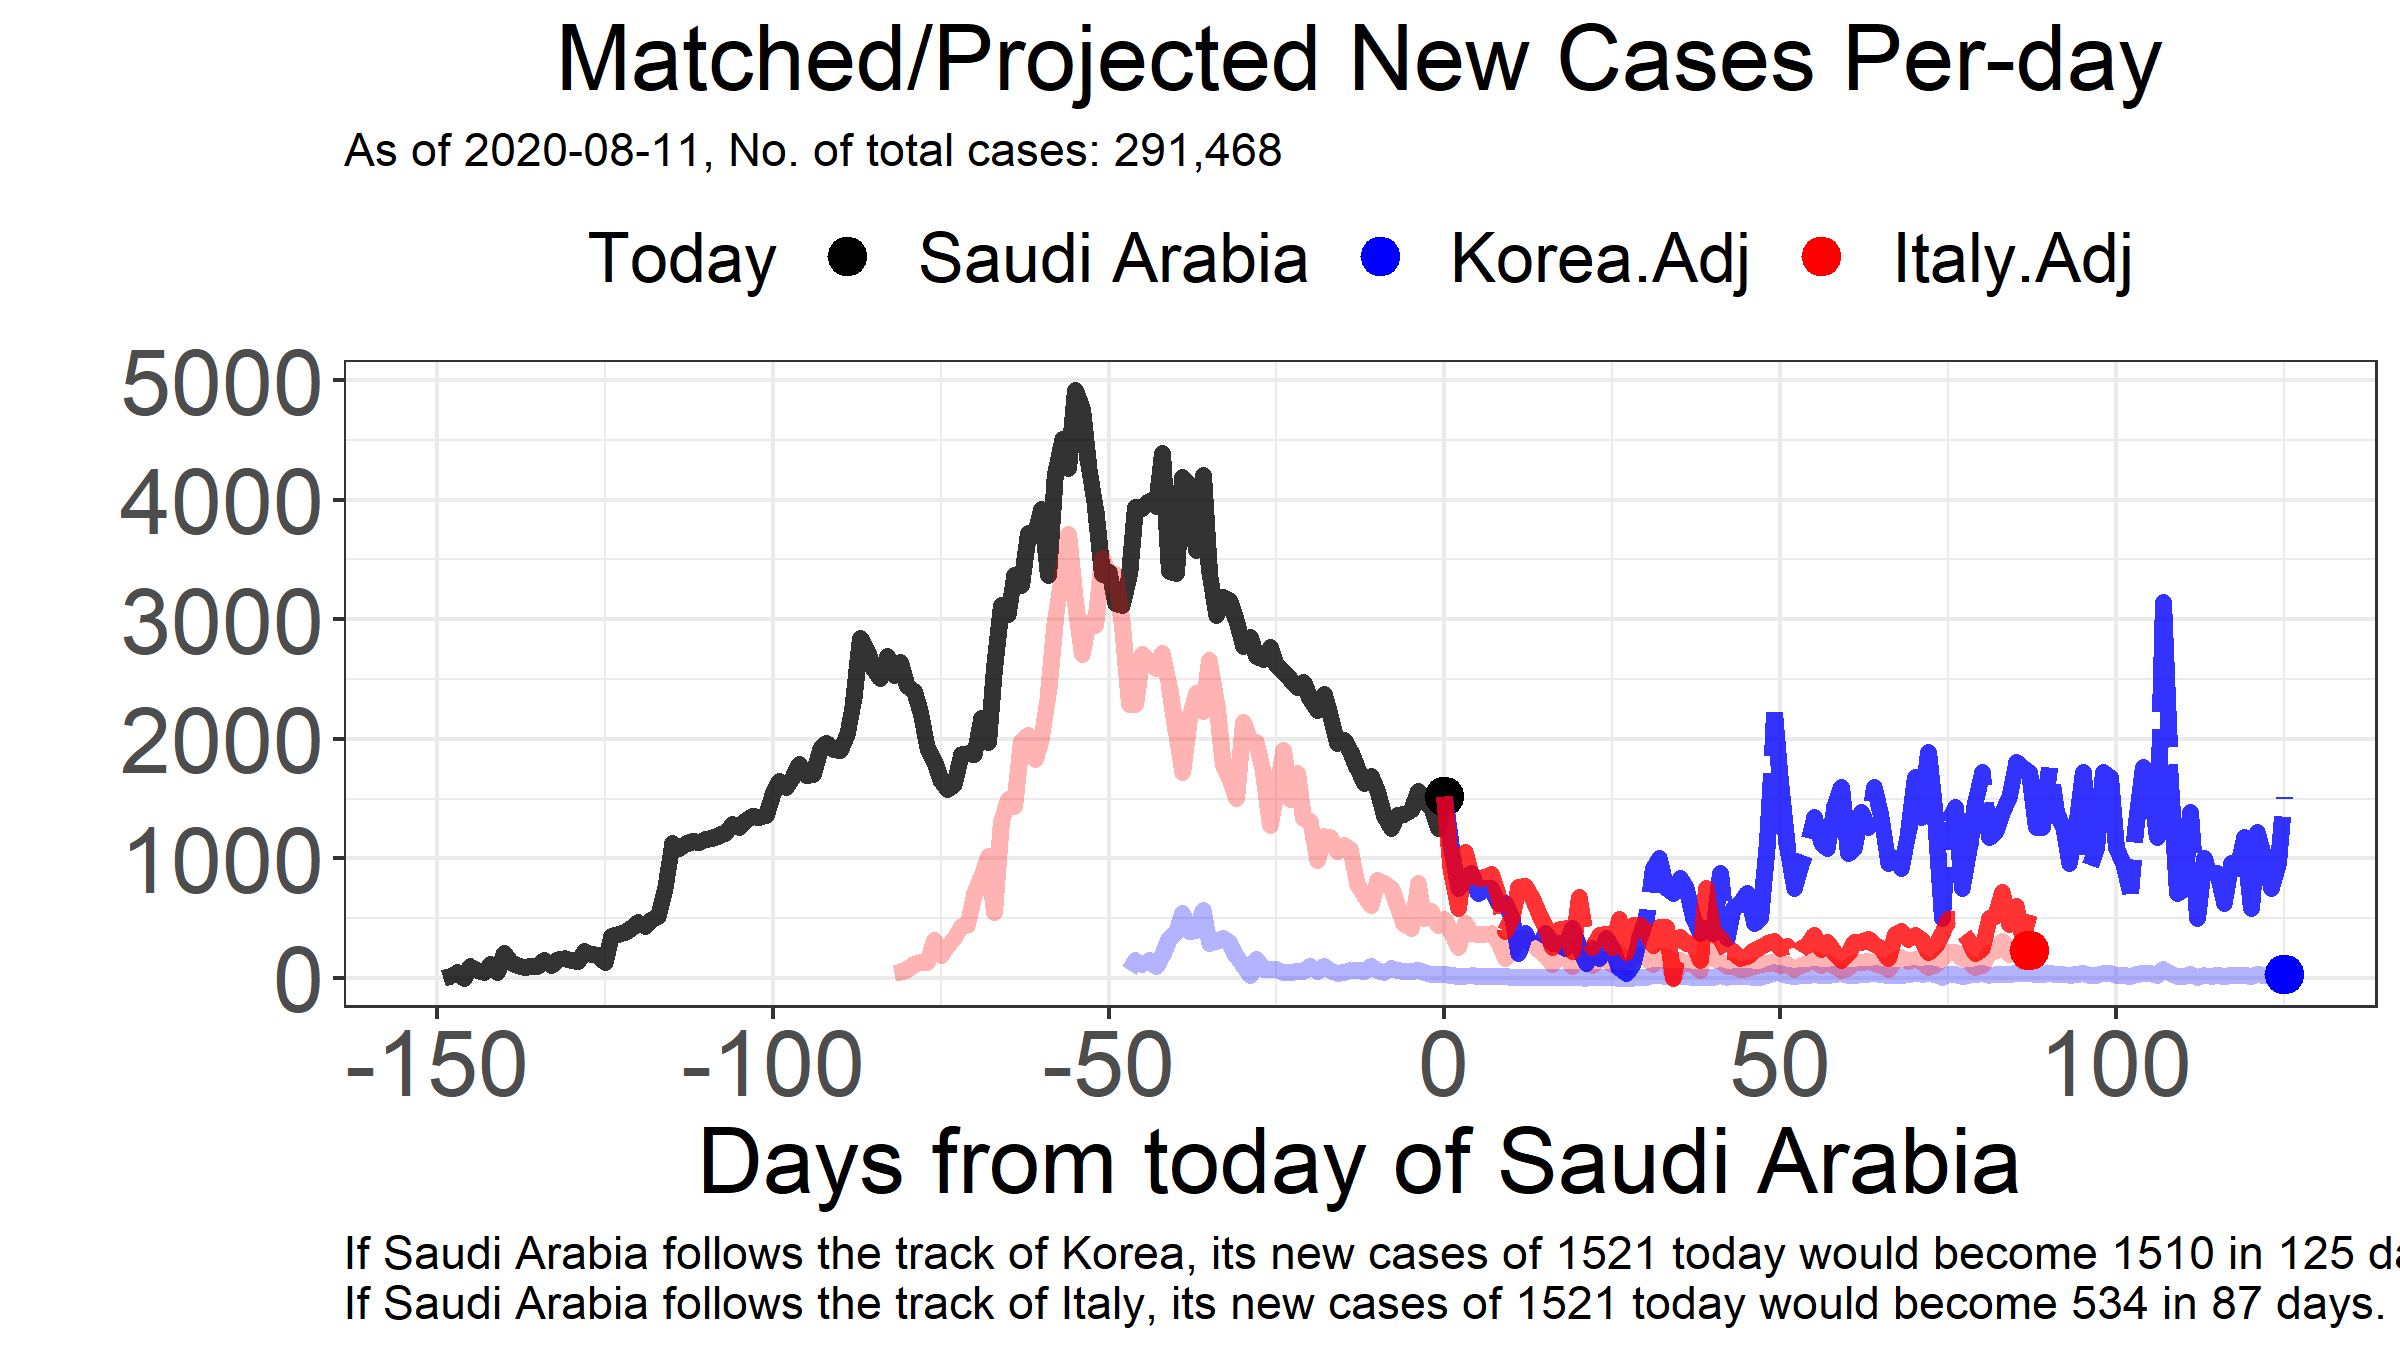 Matched/Projected New Cases Per-day
As of 2020-08-11, No. of total cases: 291,468
Today Saudi Arabia Korea.Adj Italy.Adj
5000
4000
3000
2000
1000
0
-150 -100 -50 0 50 100
Days from today of Saudi Arabia
If Saudi Arabia follows the track of Korea, its new cases of 1521 today would become 1510 in 125
If Saudi Arabia follows the track of Italy, its new cases of 1521 today would become 534 in 87 days.